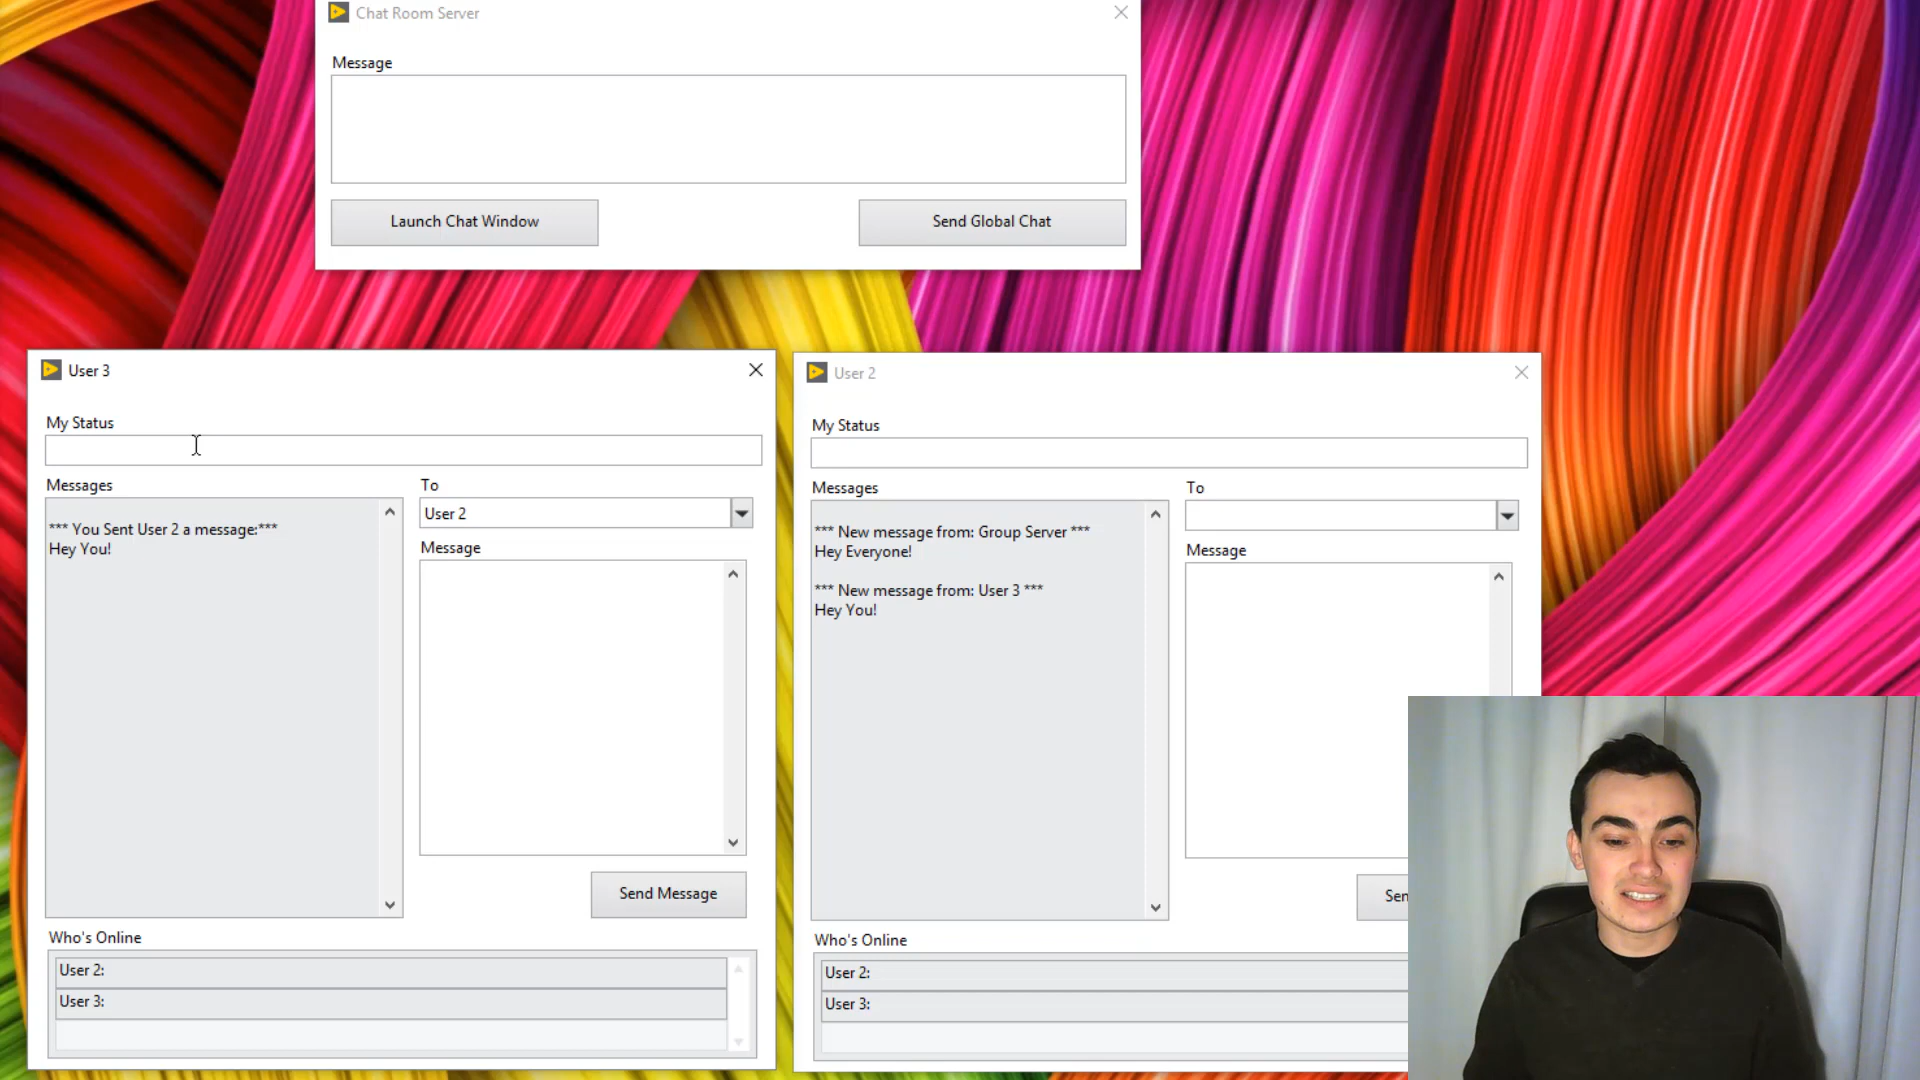 Chat Room Server
Message
Launch Chat Window
Send Global Chat
User 3
My Status
Messages
*** You Sent User 2 a message:***
Hey You!
To
User 2
Message
Send Message
Who's Online
User 2:
User 3:
User 2
My Status
Messages
*** New message from: Group Server ***
Hey Everyone!
*** New message from: User 3 ***
Hey You!
To
Message
Sen
Who's Online
User 2:
User 3: